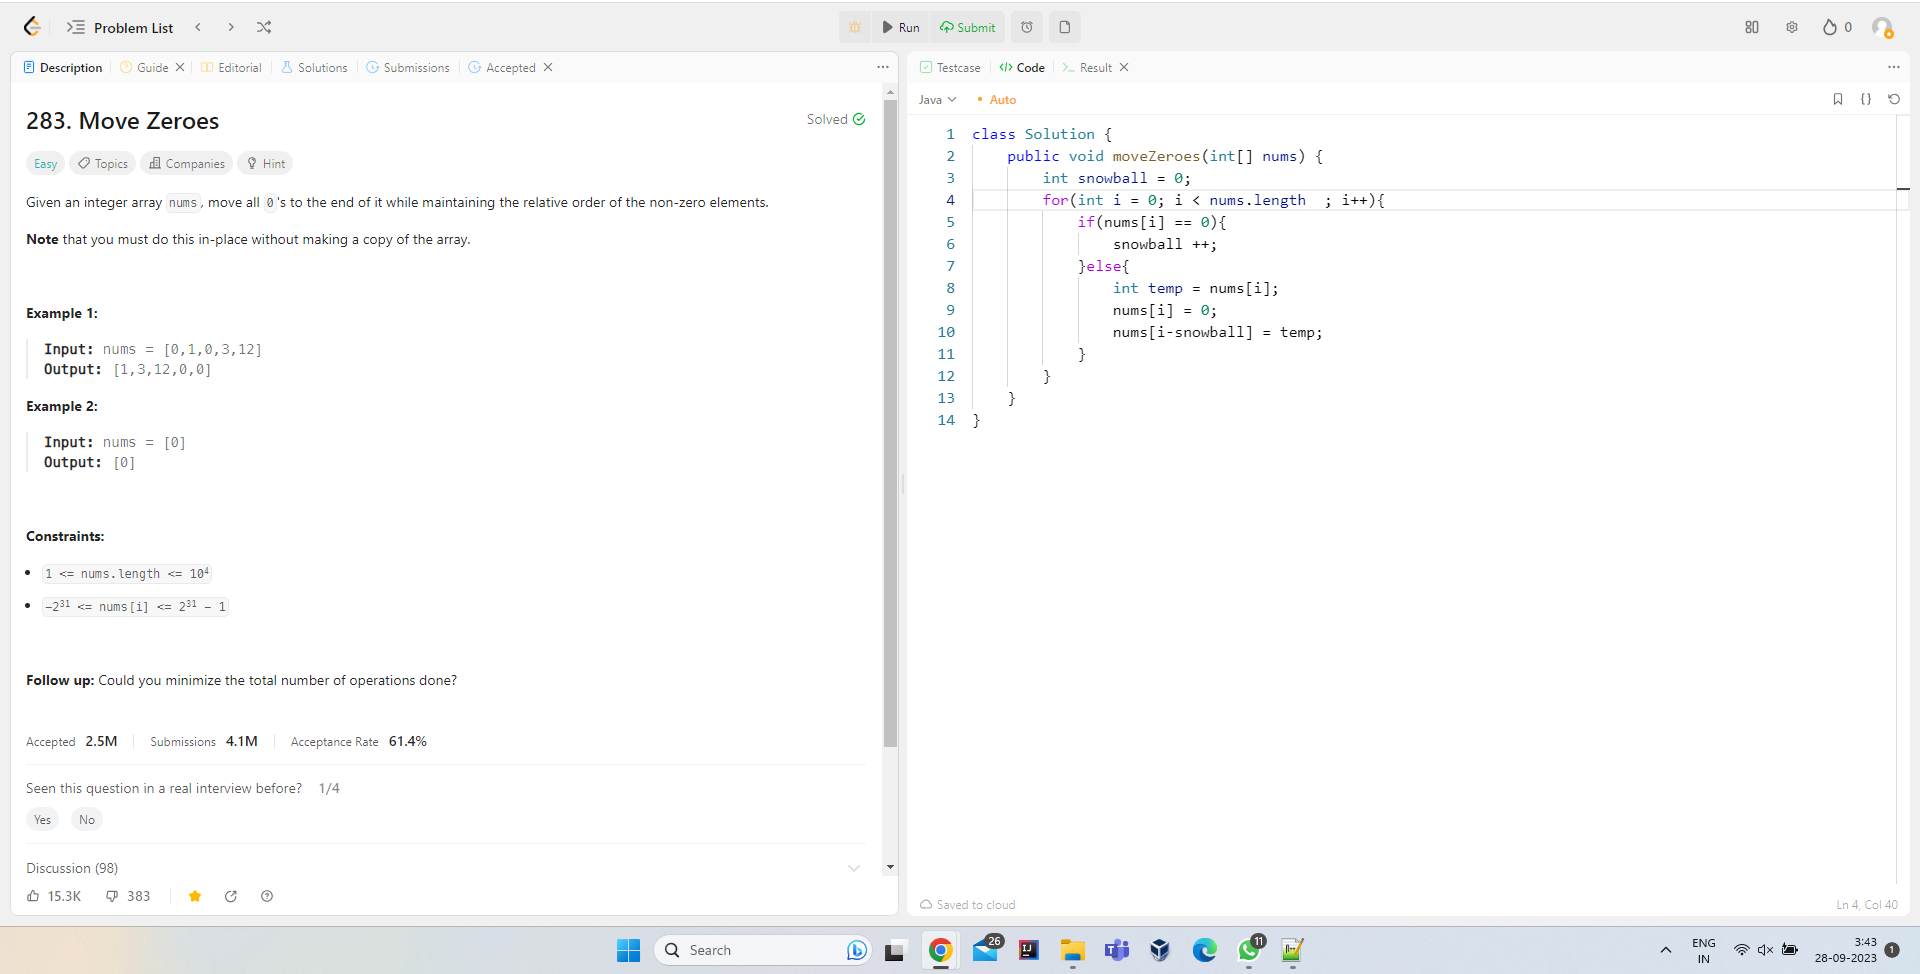 Problem List
Run
Submit
0
Description
Guide
Editorial
Solutions
Submissions
Accepted
283. Move Zeroes
Solved
Easy
Topics
Companies
Hint
Given an integer array nums, move all 0's to the end of it while maintaining the relative order of the non-zero elements.
Note that you must do this in-place without making a copy of the array.
Example 1:
Input: nums = [0,1,0,3,12]
Output: [1,3,12,0,0]
Example 2:
Input: nums = [0]
Output: [0]
Constraints:
• 1 <= nums.length <= 10⁴
• -2³¹ <= nums[i] <= 2³¹ - 1
Follow up: Could you minimize the total number of operations done?
Accepted 2.5M Submissions 4.1M Acceptance Rate 61.4%
Seen this question in a real interview before? 1/4
Yes No
Discussion (98)
15.3K 383
Testcase
Code
Result
Java
• Auto
1 class Solution {
2     public void moveZeroes(int[] nums) {
3         int snowball = 0;
4         for(int i = 0; i < nums.length  ; i++){
5             if(nums[i] == 0){
6                 snowball ++;
7             }else{
8                 int temp = nums[i];
9                 nums[i] = 0;
10                 nums[i-snowball] = temp;
11             }
12         }
13     }
14 }
Saved to cloud
Ln 4, Col 40
Search
26
IJ
11
ENG
IN
3:43
28-09-2023
1